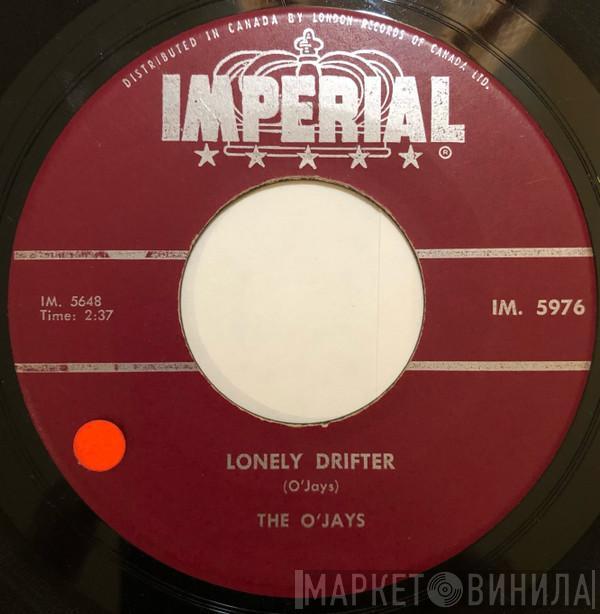 DISTRIBUTED IN CANADA BY LONDON RECORDS OF CANADA LTD.
IMPERIAL
®
IM. 5648
Time: 2:37
IM. 5976
LONELY DRIFTER
(O'Jays)
THE O'JAYS
МАРКЕТ ВИНИЛА